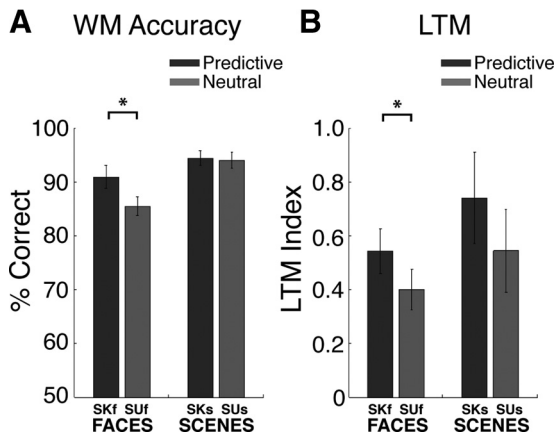 A WM Accuracy
Predictive
Neutral
*
100
90
80
70
60
50
% Correct
SKf SUf SKs SUs
FACES SCENES
B LTM
Predictive
Neutral
*
1.0
0.8
0.6
0.4
0.2
0
LTM Index
SKf SUf SKs SUs
FACES SCENES